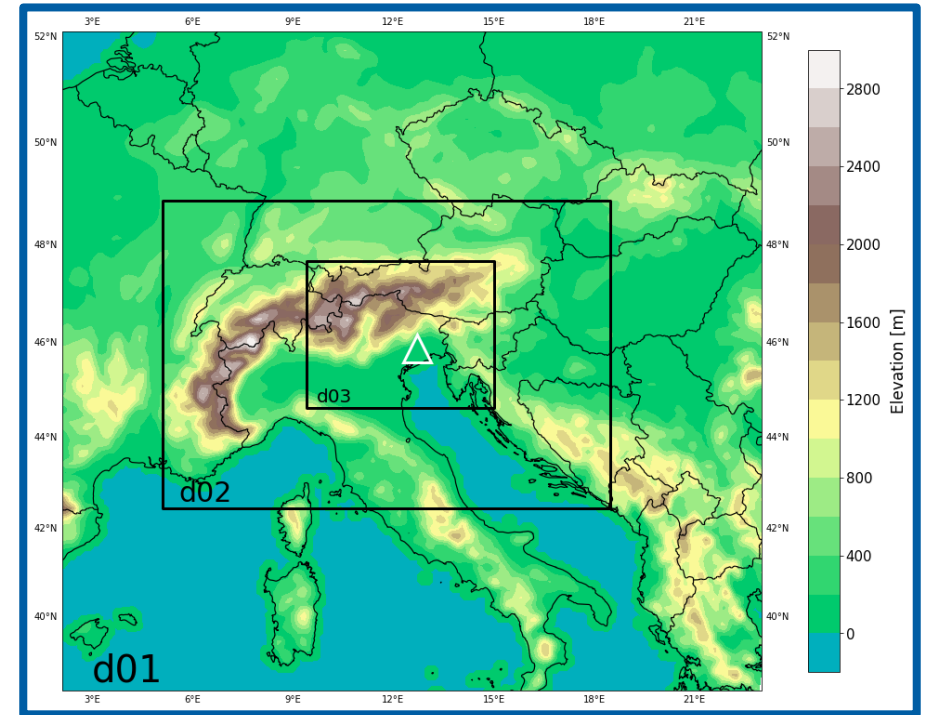 3°E 6°E 9°E 12°E 15°E 18°E 21°E
52°N 52°N
2800
50°N 50°N
2400
48°N 48°N
2000
46°N 46°N
1600
Elevation [m]
d03
1200
44°N 44°N
800
d02
42°N 42°N
400
40°N 40°N
0
d01
3°E 6°E 9°E 12°E 15°E 18°E 21°E